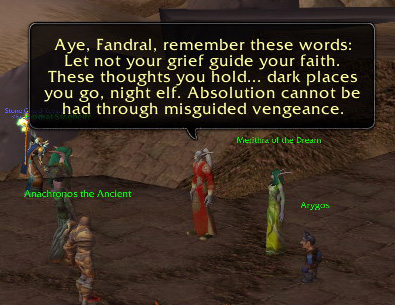 Aye, Fandral, remember these words:
Let not your grief guide your faith.
These thoughts you hold... dark places
you go, night elf. Absolution cannot be
had through misguided vengeance.
Merithra of the Dream
Anachronos the Ancient
Arygos